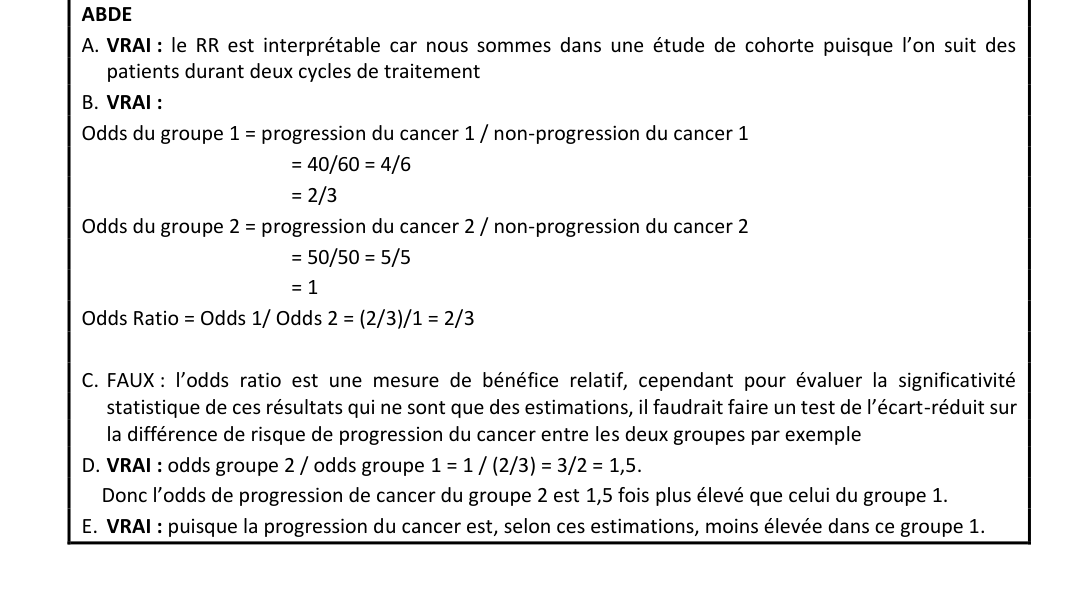 ABDE
A. VRAI : le RR est interprétable car nous sommes dans une étude de cohorte puisque l’on suit des
patients durant deux cycles de traitement
B. VRAI :
Odds du groupe 1 = progression du cancer 1 / non-progression du cancer 1
= 40/60 = 4/6
= 2/3
Odds du groupe 2 = progression du cancer 2 / non-progression du cancer 2
= 50/50 = 5/5
= 1
Odds Ratio = Odds 1/ Odds 2 = (2/3)/1 = 2/3
C. FAUX : l’odds ratio est une mesure de bénéfice relatif, cependant pour évaluer la significativité
statistique de ces résultats qui ne sont que des estimations, il faudrait faire un test de l’écart-réduit sur
la différence de risque de progression du cancer entre les deux groupes par exemple
D. VRAI : odds groupe 2 / odds groupe 1 = 1 / (2/3) = 3/2 = 1,5.
Donc l’odds de progression de cancer du groupe 2 est 1,5 fois plus élevé que celui du groupe 1.
E. VRAI : puisque la progression du cancer est, selon ces estimations, moins élevée dans ce groupe 1.